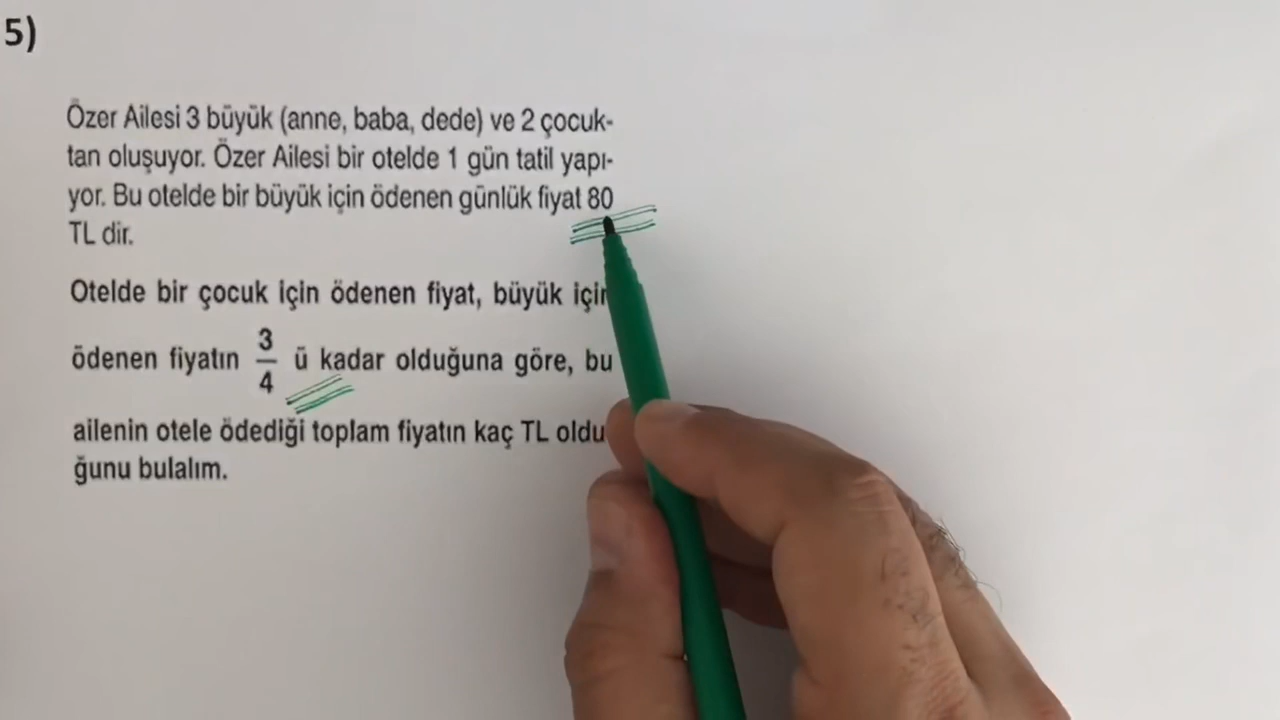 5)
Özer Ailesi 3 büyük (anne, baba, dede) ve 2 çocuk-
tan oluşuyor. Özer Ailesi bir otelde 1 gün tatil yapı-
yor. Bu otelde bir büyük için ödenen günlük fiyat 80
TL dir.
Otelde bir çocuk için ödenen fiyat, büyük için
ödenen fiyatın 3/4 ü kadar olduğuna göre, bu
ailenin otele ödediği toplam fiyatın kaç TL oldu
ğunu bulalım.